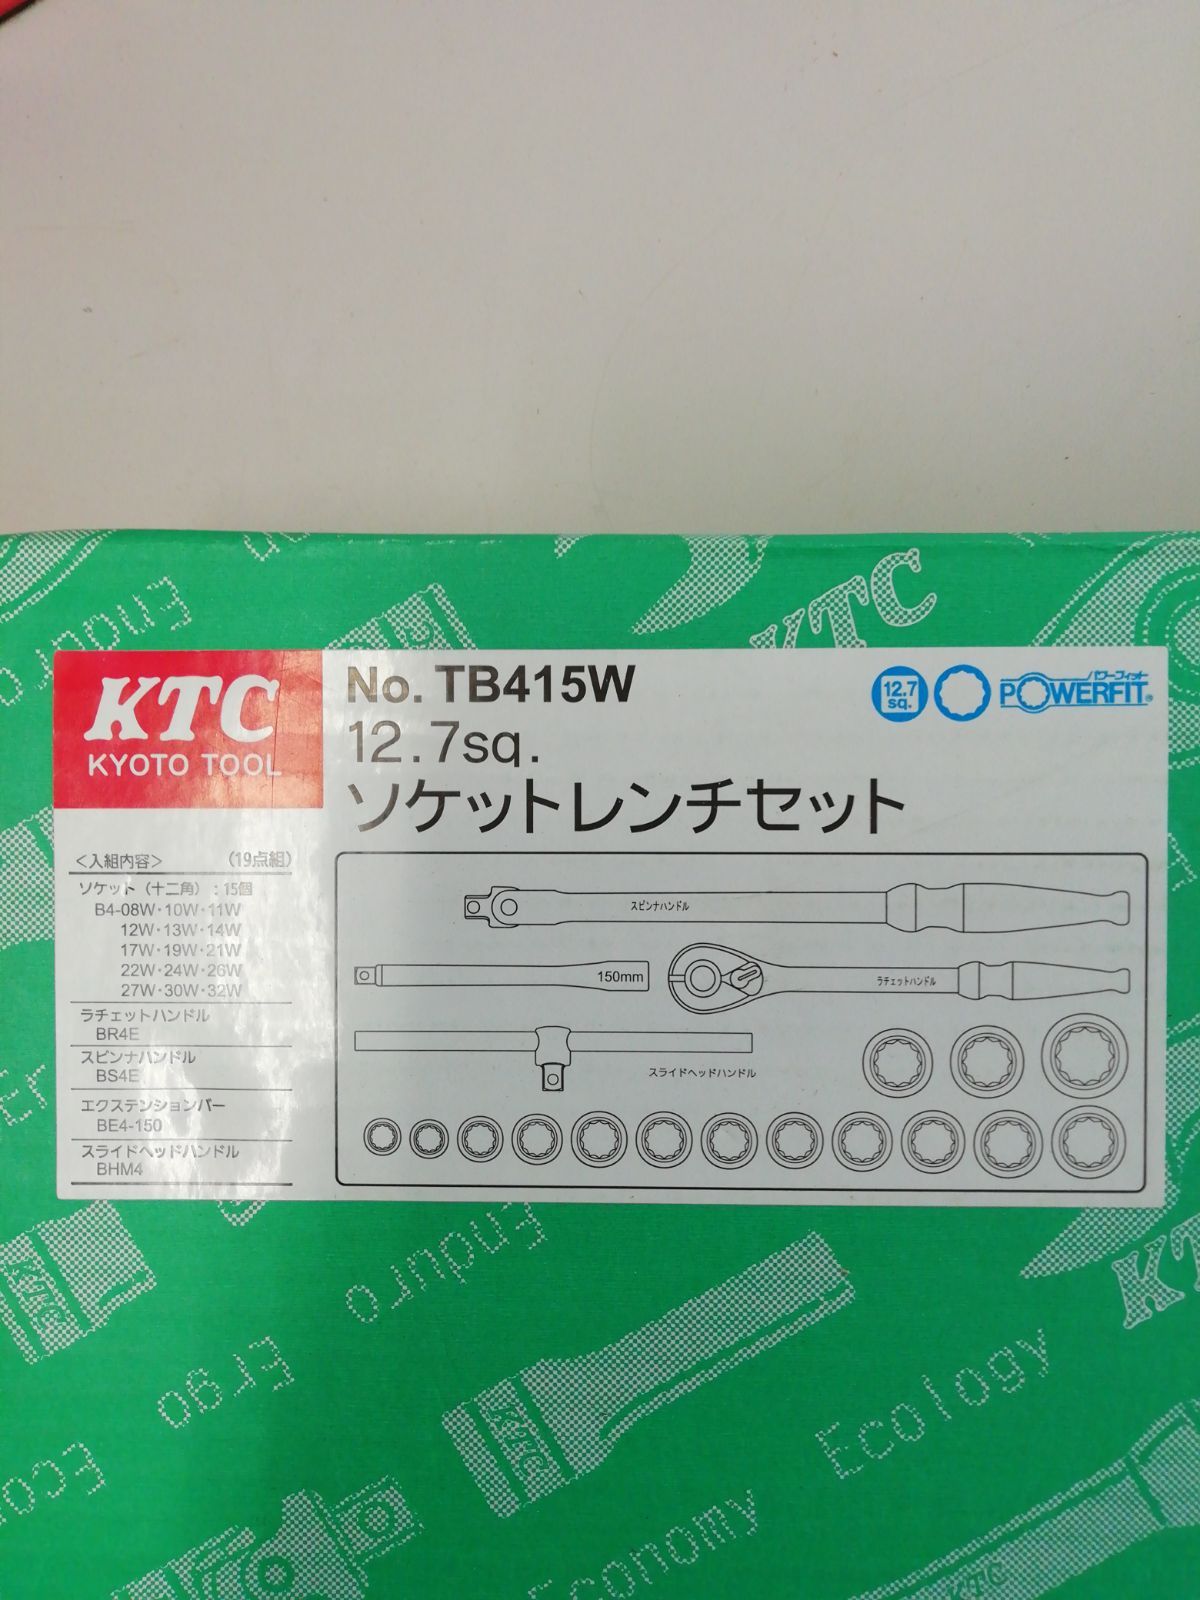 Enduro
KTC
KTC
KYOTO TOOL
No. TB415W
12.7sq.
ソケットレンチセット
12.7
sq.
パワーフィット
POWERFIT®
<入組内容> (19点組)
ソケット(十二角):15個
B4-08W・10W・11W
12W・13W・14W
17W・19W・21W
22W・24W・26W
27W・30W・32W
ラチェットハンドル
BR4E
スピンナハンドル
BS4E
エクステンションバー
BE4-150
スライドヘッドハンドル
BHM4
スピンナハンドル
150mm
ラチェットハンドル
スライドヘッドハンドル
Enduro
KTC
Ergo
KTC
Ecology
Economy
KTC